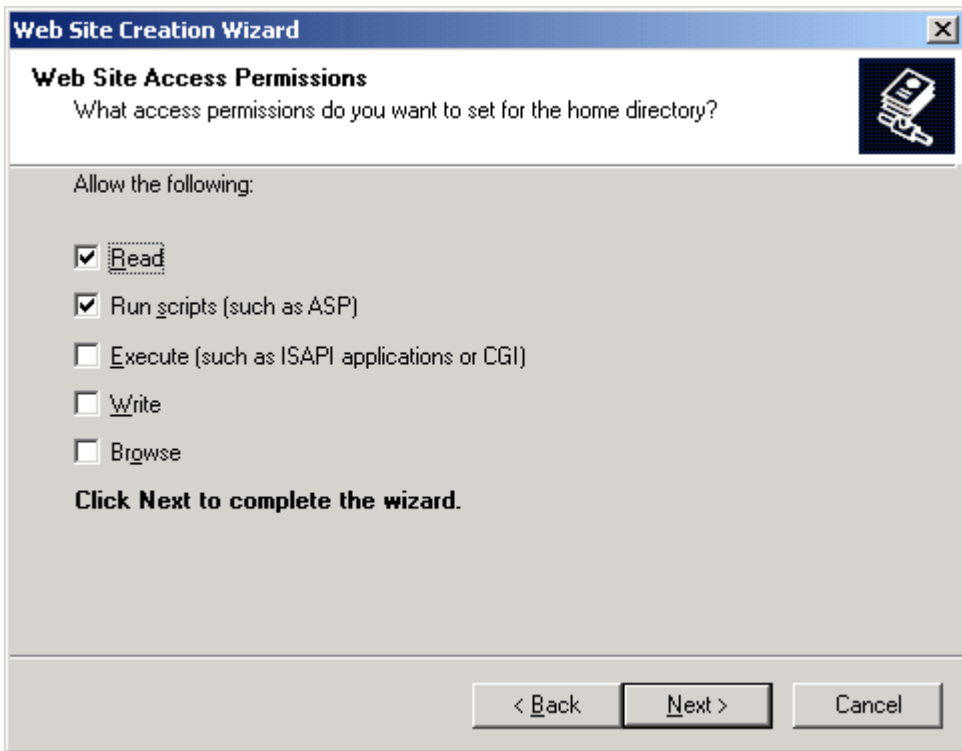 Web Site Creation Wizard
Web Site Access Permissions
What access permissions do you want to set for the home directory?
Allow the following:
Read
Run scripts (such as ASP)
Execute (such as ISAPI applications or CGI)
Write
Browse
Click Next to complete the wizard.
< Back Next > Cancel